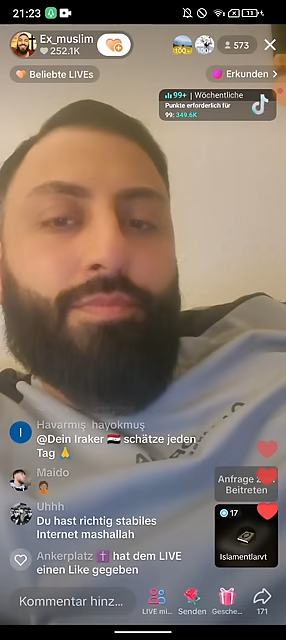 21:23
Ex_muslim
252.1K
573
Beliebte LIVEs
Erkunden >
99+ | Wöchentliche
Punkte erforderlich für
99: 349.6K
Havarmış hayokmuş
@Dein Iraker 🇮🇶 schätze jeden
Tag 🙏
Maido
Uhhh
Du hast richtig stabiles
Internet mashallah
Ankerplatz ✝️ hat dem LIVE
einen Like gegeben
Anfrage
Beitreten
17
Islamentlarvt
Kommentar hinz...
LIVE mi...
Senden
Gesche...
171